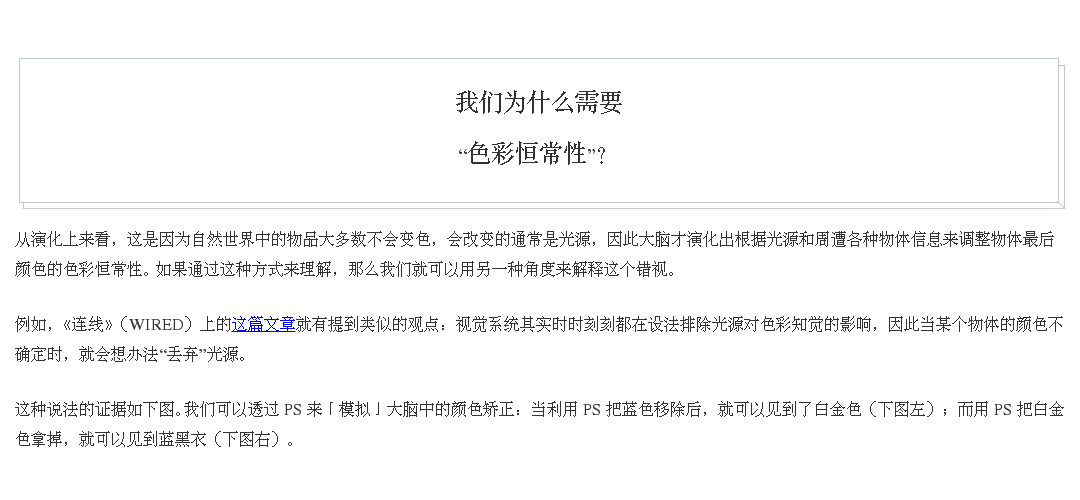 我们为什么需要
“色彩恒常性”？
从演化上来看，这是因为自然世界中的物品大多数不会变色，会改变的通常是光源，因此大脑才演化出根据光源和周遭各种物体信息来调整物体最后
颜色的色彩恒常性。如果通过这种方式来理解，那么我们就可以用另一种角度来解释这个错视。
例如，《连线》（WIRED）上的这篇文章就有提到类似的观点：视觉系统其实时时刻刻都在设法排除光源对色彩知觉的影响，因此当某个物体的颜色不
确定时，就会想办法“丢弃”光源。
这种说法的证据如下图。我们可以透过 PS 来「模拟」大脑中的颜色矫正：当利用 PS 把蓝色移除后，就可以见到了白金色（下图左）；而用 PS 把白金
色拿掉，就可以见到蓝黑衣（下图右）。